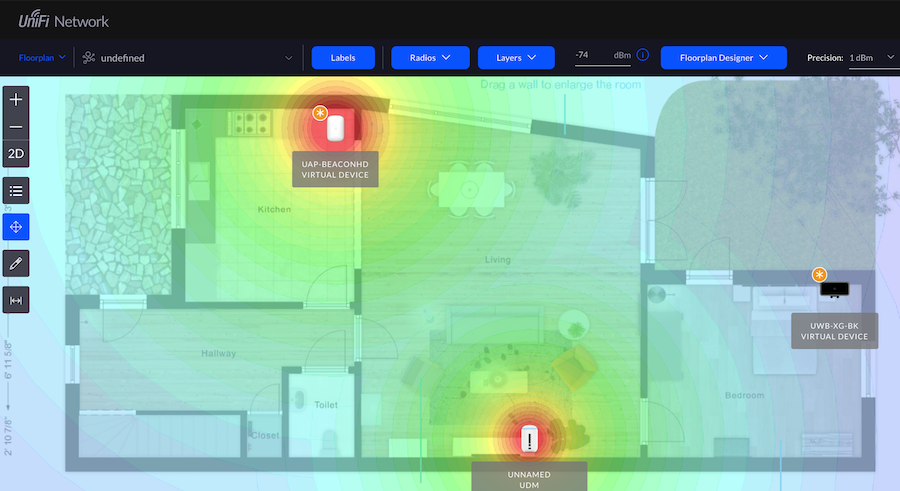 UniFi Network
Floorplan
undefined
Labels
Radios
Layers
-74 dBm
Floorplan Designer
Precision: 1 dBm
Drag a wall to enlarge the room
2D
UAP-BEACONHD
VIRTUAL DEVICE
Kitchen
Living
UWB-XG-BK
VIRTUAL DEVICE
6' 11 5/8"
Hallway
Bedroom
Toilet
Closet
2' 10 7/8"
UNNAMED
UDM